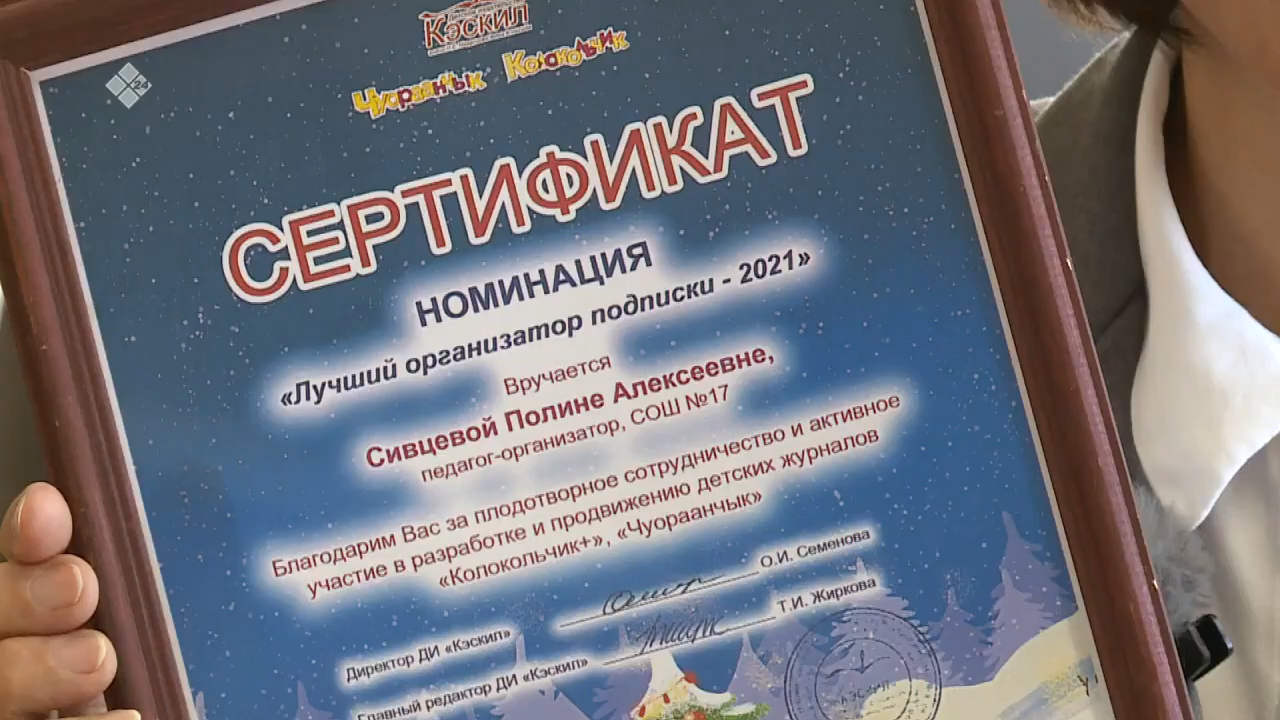 Кэскил
Чуораанчык Колокольчик
24
СЕРТИФИКАТ
НОМИНАЦИЯ
«Лучший организатор подписки - 2021»
Вручается
Сивцевой Полине Алексеевне,
педагог-организатор, СОШ №17
Благодарим Вас за плодотворное сотрудничество и активное
участие в разработке и продвижению детских журналов
«Колокольчик+», «Чуораанчык»
Директор ДИ «Кэскил» О.И. Семенова
Главный редактор ДИ «Кэскил» Т.И. Жиркова
КЭСКИЛ